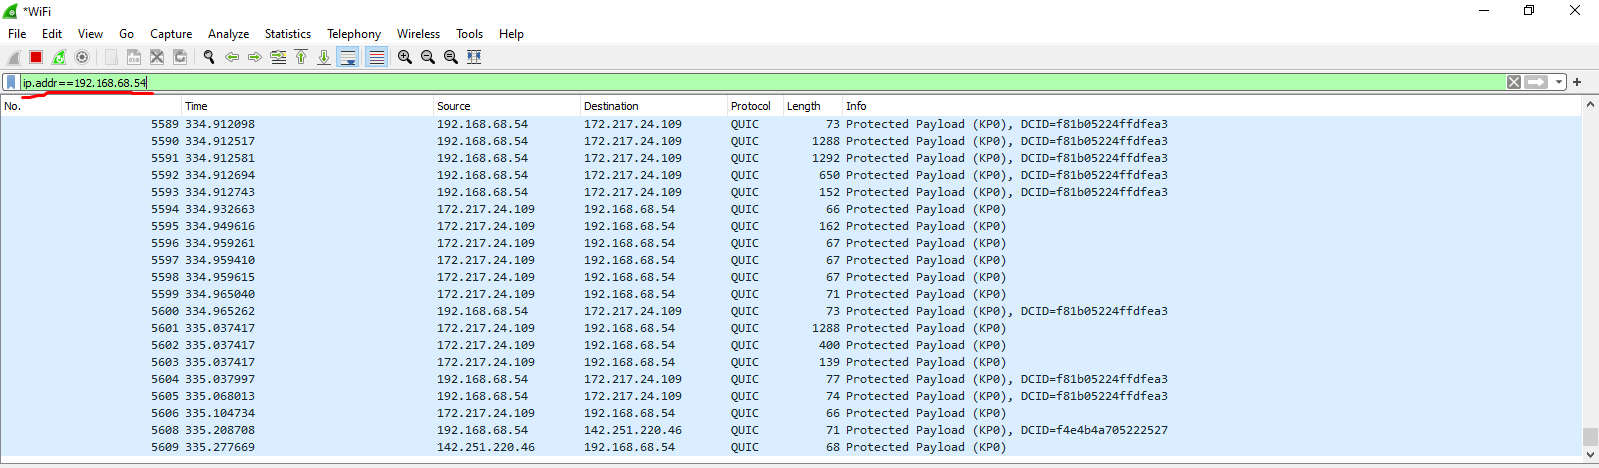 *WiFi
File Edit View Go Capture Analyze Statistics Telephony Wireless Tools Help
ip.addr==192.168.68.54
No. Time Source Destination Protocol Length Info
5589 334.912098 192.168.68.54 172.217.24.109 QUIC 73 Protected Payload (KP0), DCID=f81b05224ffdfea3
5590 334.912517 192.168.68.54 172.217.24.109 QUIC 1288 Protected Payload (KP0), DCID=f81b05224ffdfea3
5591 334.912581 192.168.68.54 172.217.24.109 QUIC 1292 Protected Payload (KP0), DCID=f81b05224ffdfea3
5592 334.912694 192.168.68.54 172.217.24.109 QUIC 650 Protected Payload (KP0), DCID=f81b05224ffdfea3
5593 334.912743 192.168.68.54 172.217.24.109 QUIC 152 Protected Payload (KP0), DCID=f81b05224ffdfea3
5594 334.932663 172.217.24.109 192.168.68.54 QUIC 66 Protected Payload (KP0)
5595 334.949616 172.217.24.109 192.168.68.54 QUIC 162 Protected Payload (KP0)
5596 334.959261 172.217.24.109 192.168.68.54 QUIC 67 Protected Payload (KP0)
5597 334.959410 172.217.24.109 192.168.68.54 QUIC 67 Protected Payload (KP0)
5598 334.959615 172.217.24.109 192.168.68.54 QUIC 67 Protected Payload (KP0)
5599 334.965040 172.217.24.109 192.168.68.54 QUIC 71 Protected Payload (KP0)
5600 334.965262 192.168.68.54 172.217.24.109 QUIC 73 Protected Payload (KP0), DCID=f81b05224ffdfea3
5601 335.037417 172.217.24.109 192.168.68.54 QUIC 1288 Protected Payload (KP0)
5602 335.037417 172.217.24.109 192.168.68.54 QUIC 400 Protected Payload (KP0)
5603 335.037417 172.217.24.109 192.168.68.54 QUIC 139 Protected Payload (KP0)
5604 335.037997 192.168.68.54 172.217.24.109 QUIC 77 Protected Payload (KP0), DCID=f81b05224ffdfea3
5605 335.068013 192.168.68.54 172.217.24.109 QUIC 74 Protected Payload (KP0), DCID=f81b05224ffdfea3
5606 335.104734 172.217.24.109 192.168.68.54 QUIC 66 Protected Payload (KP0)
5608 335.208708 192.168.68.54 142.251.220.46 QUIC 71 Protected Payload (KP0), DCID=f4e4b4a705222527
5609 335.277669 142.251.220.46 192.168.68.54 QUIC 68 Protected Payload (KP0)